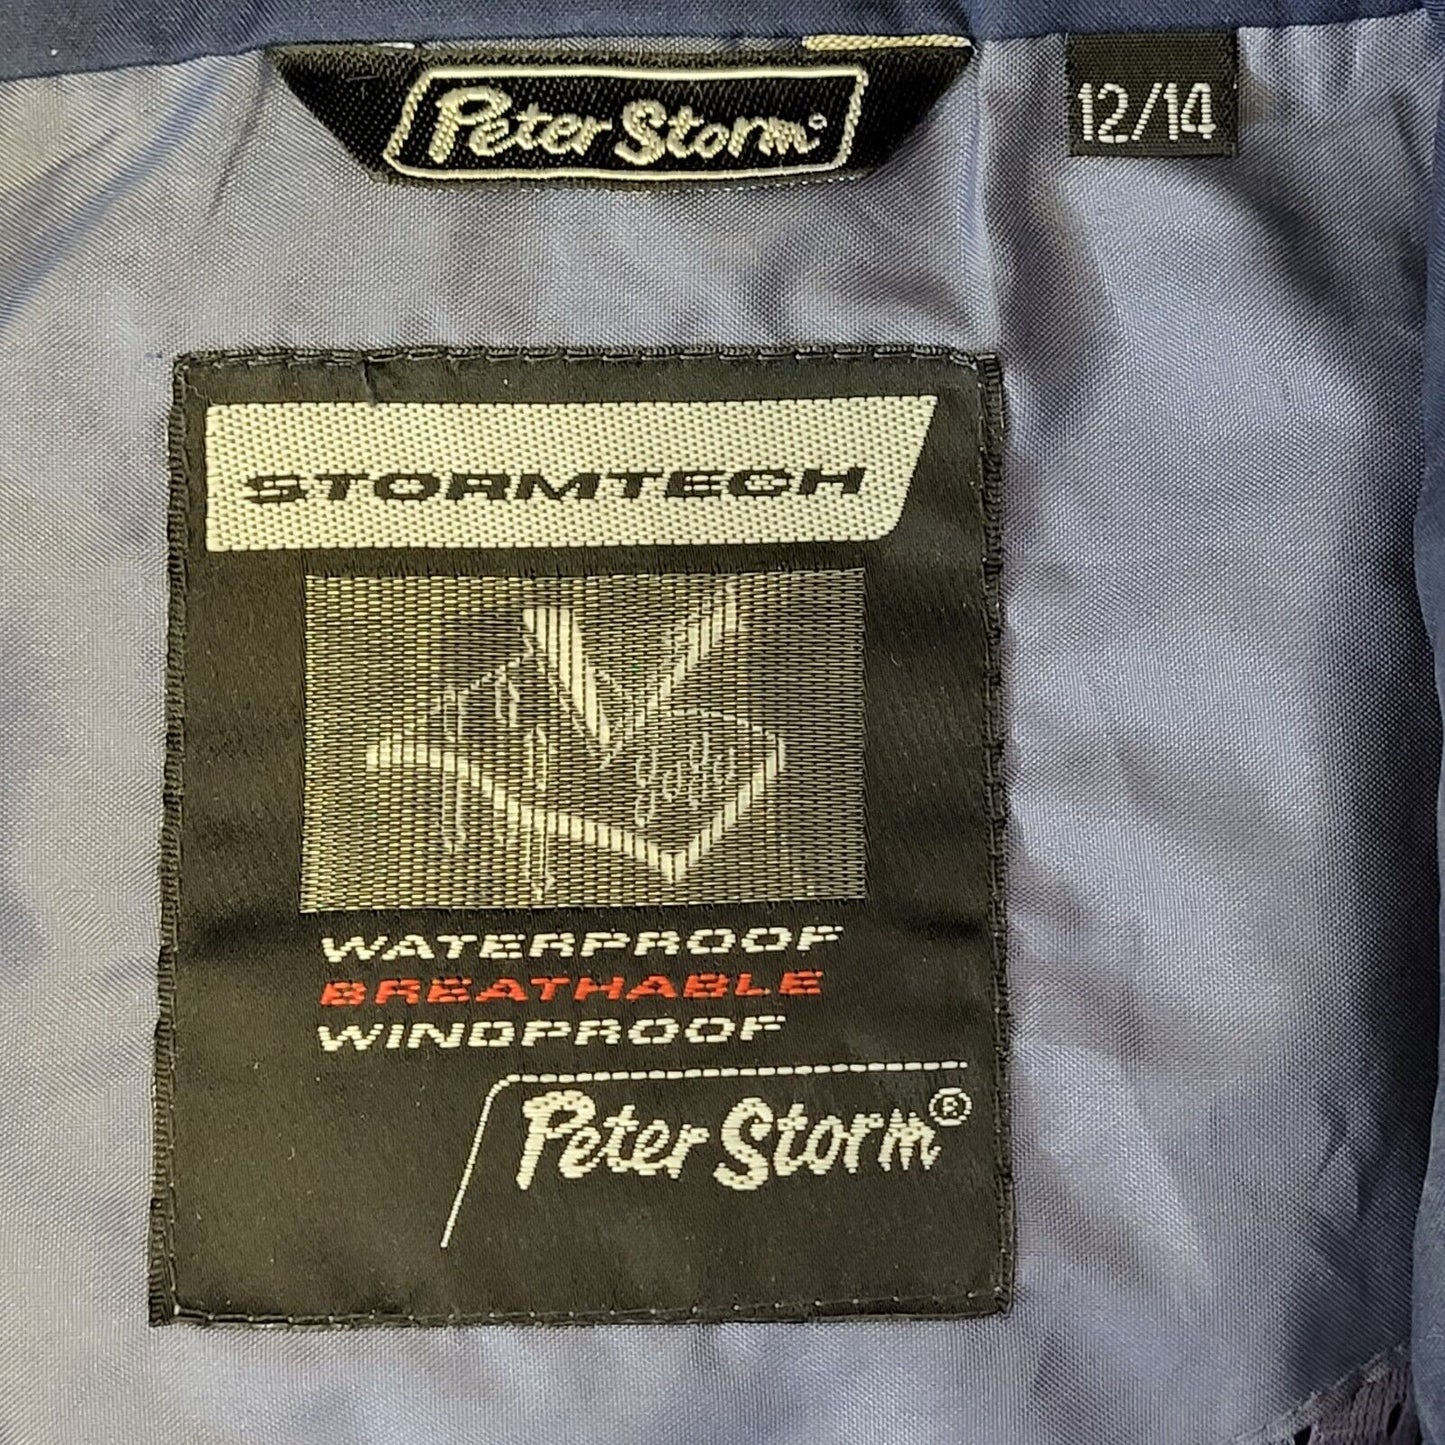 Peter Storm
12/14
STORMTECH
WATERPROOF
BREATHABLE
WINDPROOF
Peter Storm®